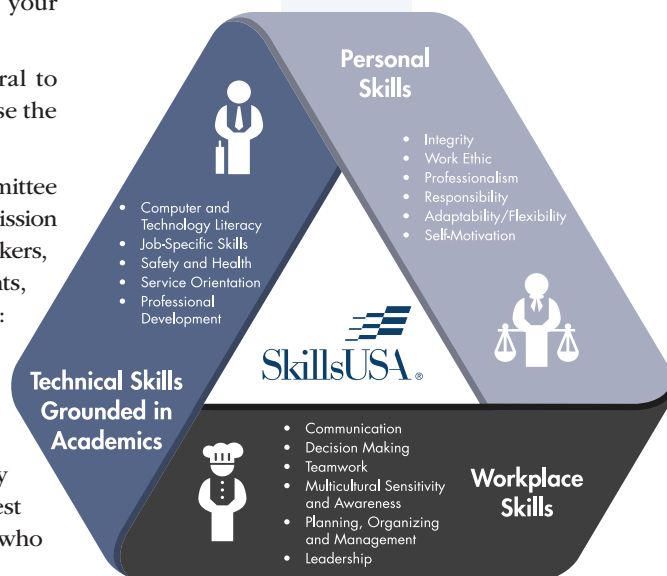 your
ral to
se the
mittee
ission
kers,
nts,
:
y
est
who
Personal
Skills
• Integrity
• Work Ethic
• Professionalism
• Responsibility
• Adaptability/Flexibility
• Self-Motivation
• Computer and
Technology Literacy
• Job-Specific Skills
• Safety and Health
• Service Orientation
• Professional
Development
Technical Skills
Grounded in
Academics
SkillsUSA®
• Communication
• Decision Making
• Teamwork
• Multicultural Sensitivity
and Awareness
• Planning, Organizing
and Management
• Leadership
Workplace
Skills